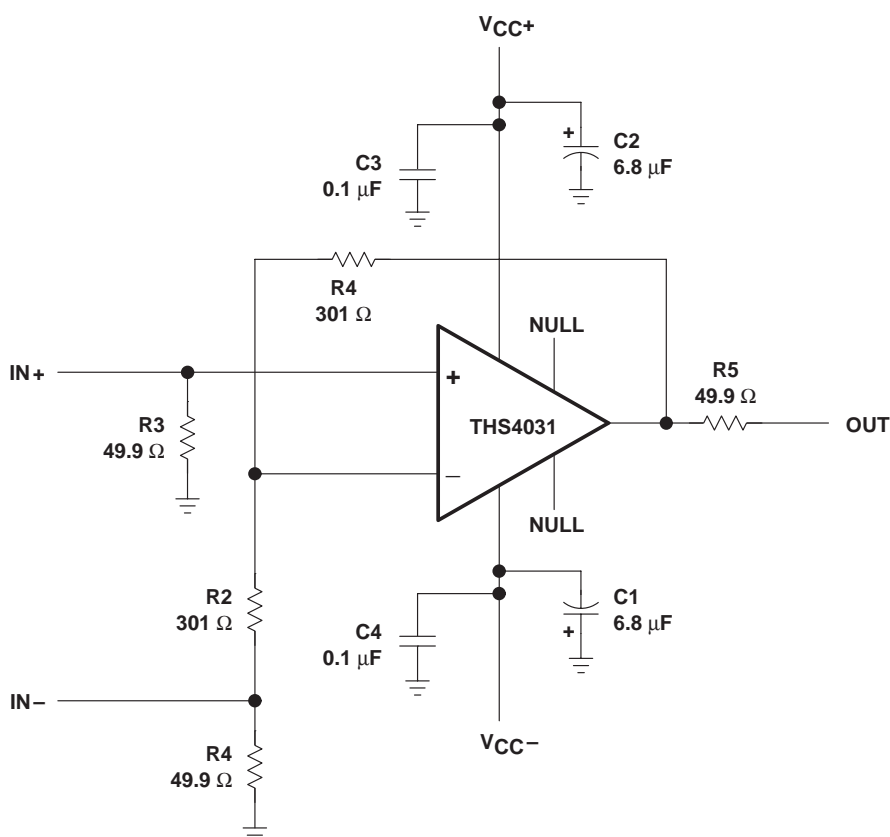 VCC+
C3
0.1 μF
+
C2
6.8 μF
R4
301 Ω
NULL
IN+
+
R5
49.9 Ω
R3
49.9 Ω
THS4031
OUT
−
NULL
R2
301 Ω
C4
0.1 μF
C1
6.8 μF
+
IN−
VCC−
R4
49.9 Ω